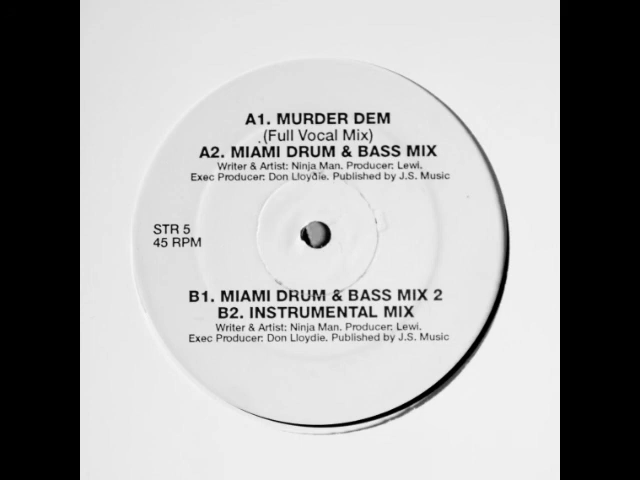 A1. MURDER DEM
(Full Vocal Mix)
A2. MIAMI DRUM & BASS MIX
Writer & Artist: Ninja Man. Producer: Lewi.
Exec Producer: Don Lloydie. Published by J.S. Music
STR 5
45 RPM
B1. MIAMI DRUM & BASS MIX 2
B2. INSTRUMENTAL MIX
Writer & Artist: Ninja Man. Producer: Lewi.
Exec Producer: Don Lloydie. Published by J.S. Music